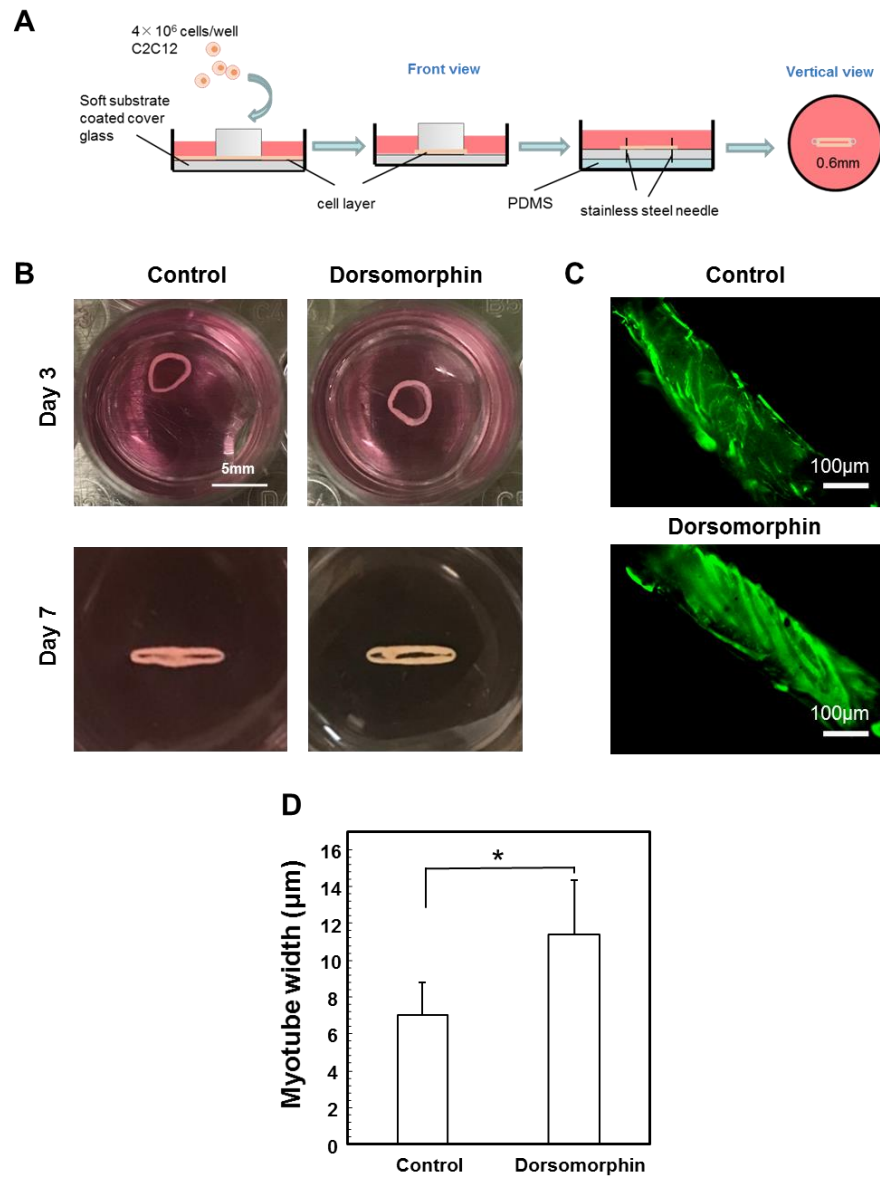 A
4×10⁶ cells/well
C2C12
Soft substrate
coated cover
glass
Front view
Vertical view
cell layer
PDMS
stainless steel needle
0.6mm
B
Control
Dorsomorphin
Day 3
5mm
Day 7
C
Control
100μm
Dorsomorphin
100μm
D
Myotube width (μm)
16
14
12
10
8
6
4
2
0
*
Control
Dorsomorphin